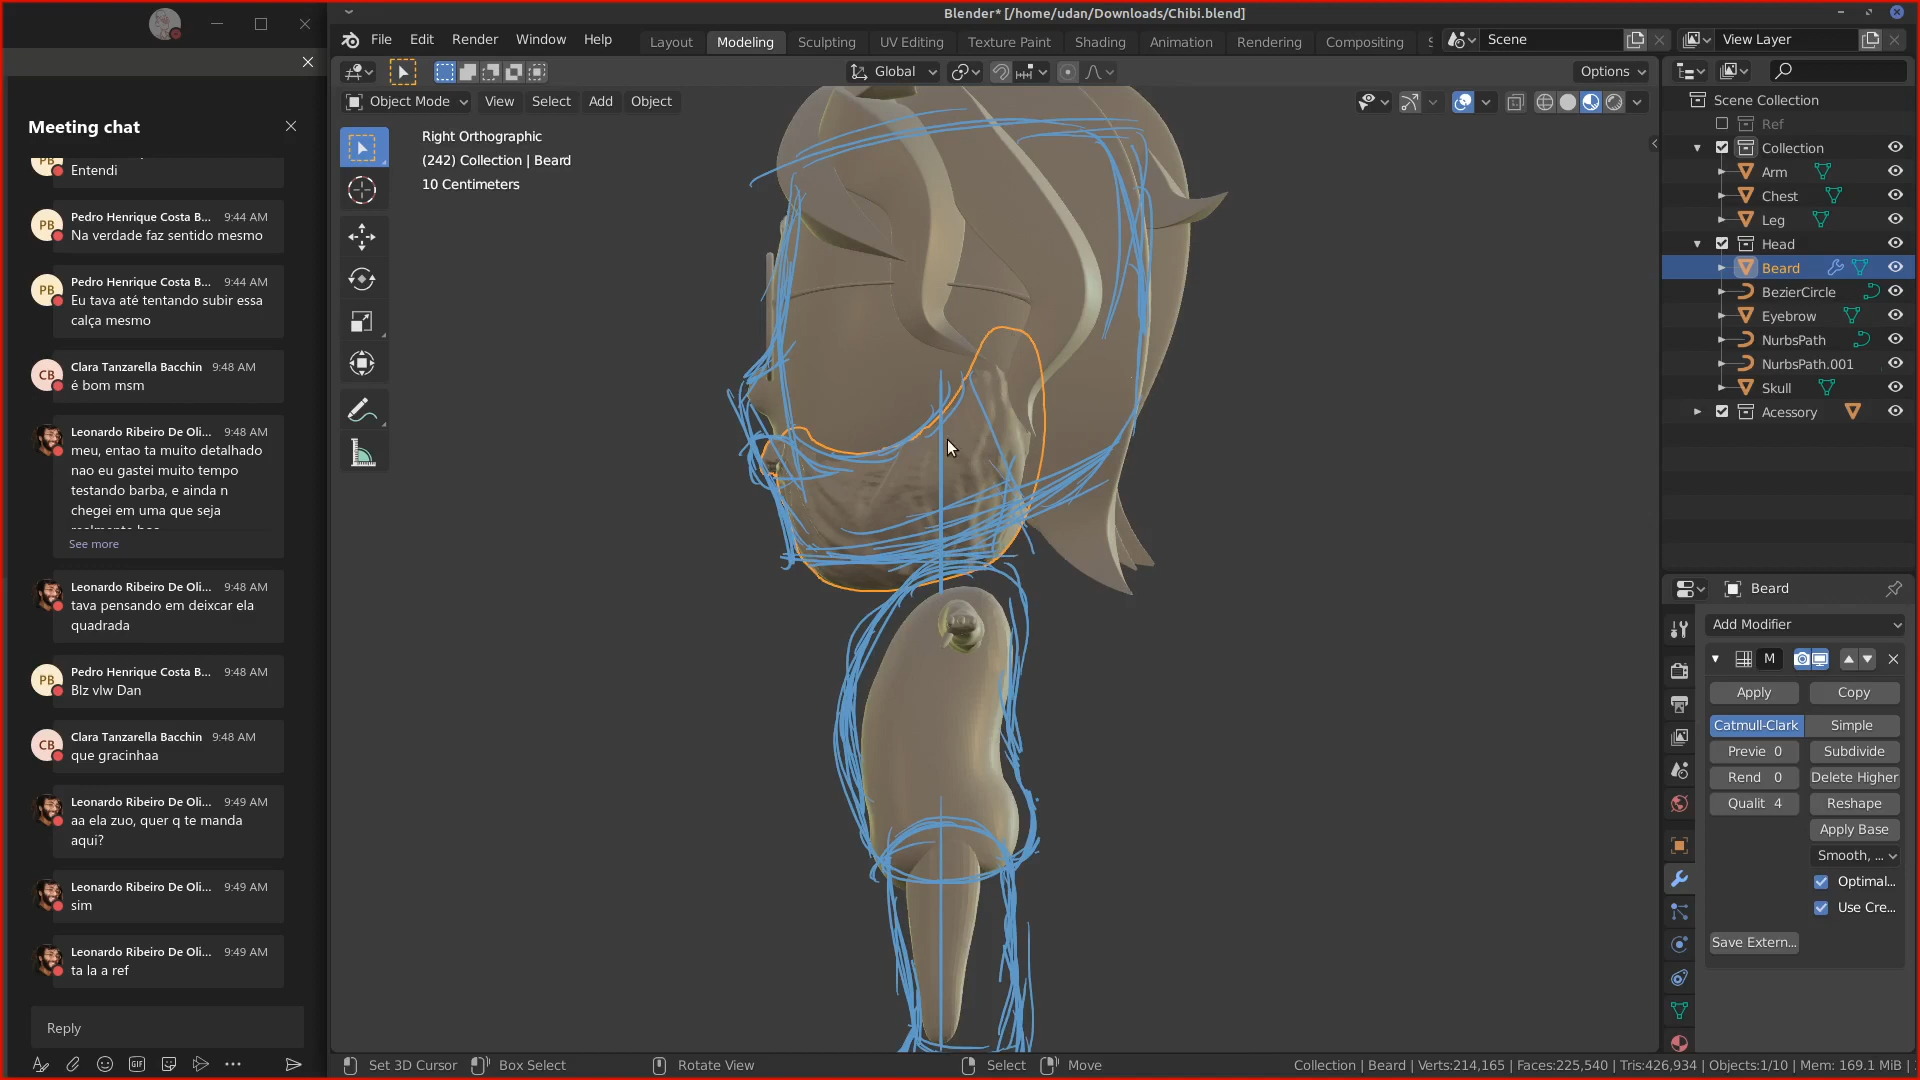 Meeting chat
Entendi
PB
Pedro Henrique Costa B... 9:44 AM
Na verdade faz sentido mesmo
PB
Pedro Henrique Costa B... 9:44 AM
Eu tava até tentando subir essa
calça mesmo
CB
Clara Tanzarella Bacchin 9:48 AM
é bom msm
Leonardo Ribeiro De Oli... 9:48 AM
meu, entao ta muito detalhado
nao eu gastei muito tempo
testando barba, e ainda n
chegei em uma que seja
See more
Leonardo Ribeiro De Oli... 9:48 AM
tava pensando em deixcar ela
quadrada
PB
Pedro Henrique Costa B... 9:48 AM
Blz vlw Dan
CB
Clara Tanzarella Bacchin 9:48 AM
que gracinhaa
Leonardo Ribeiro De Oli... 9:49 AM
aa ela zuo, quer q te manda
aqui?
Leonardo Ribeiro De Oli... 9:49 AM
sim
Leonardo Ribeiro De Oli... 9:49 AM
ta la a ref
Reply
GIF
Blender* [/home/udan/Downloads/Chibi.blend]
File Edit Render Window Help
Layout Modeling Sculpting UV Editing Texture Paint Shading Animation Rendering Compositing
Scene
View Layer
Global
Options
Object Mode View Select Add Object
Right Orthographic
(242) Collection | Beard
10 Centimeters
Scene Collection
Ref
Collection
Arm
Chest
Leg
Head
Beard
BezierCircle
Eyebrow
NurbsPath
NurbsPath.001
Skull
Acessory
Beard
Add Modifier
M
Apply Copy
Catmull-Clark Simple
Previe 0 Subdivide
Rend 0 Delete Higher
Qualit 4 Reshape
Apply Base
Smooth, ...
Optimal...
Use Cre...
Save Extern...
Set 3D Cursor Box Select Rotate View Select Move
Collection | Beard | Verts:214,165 | Faces:225,540 | Tris:426,934 | Objects:1/10 | Mem: 169.1 MiB |